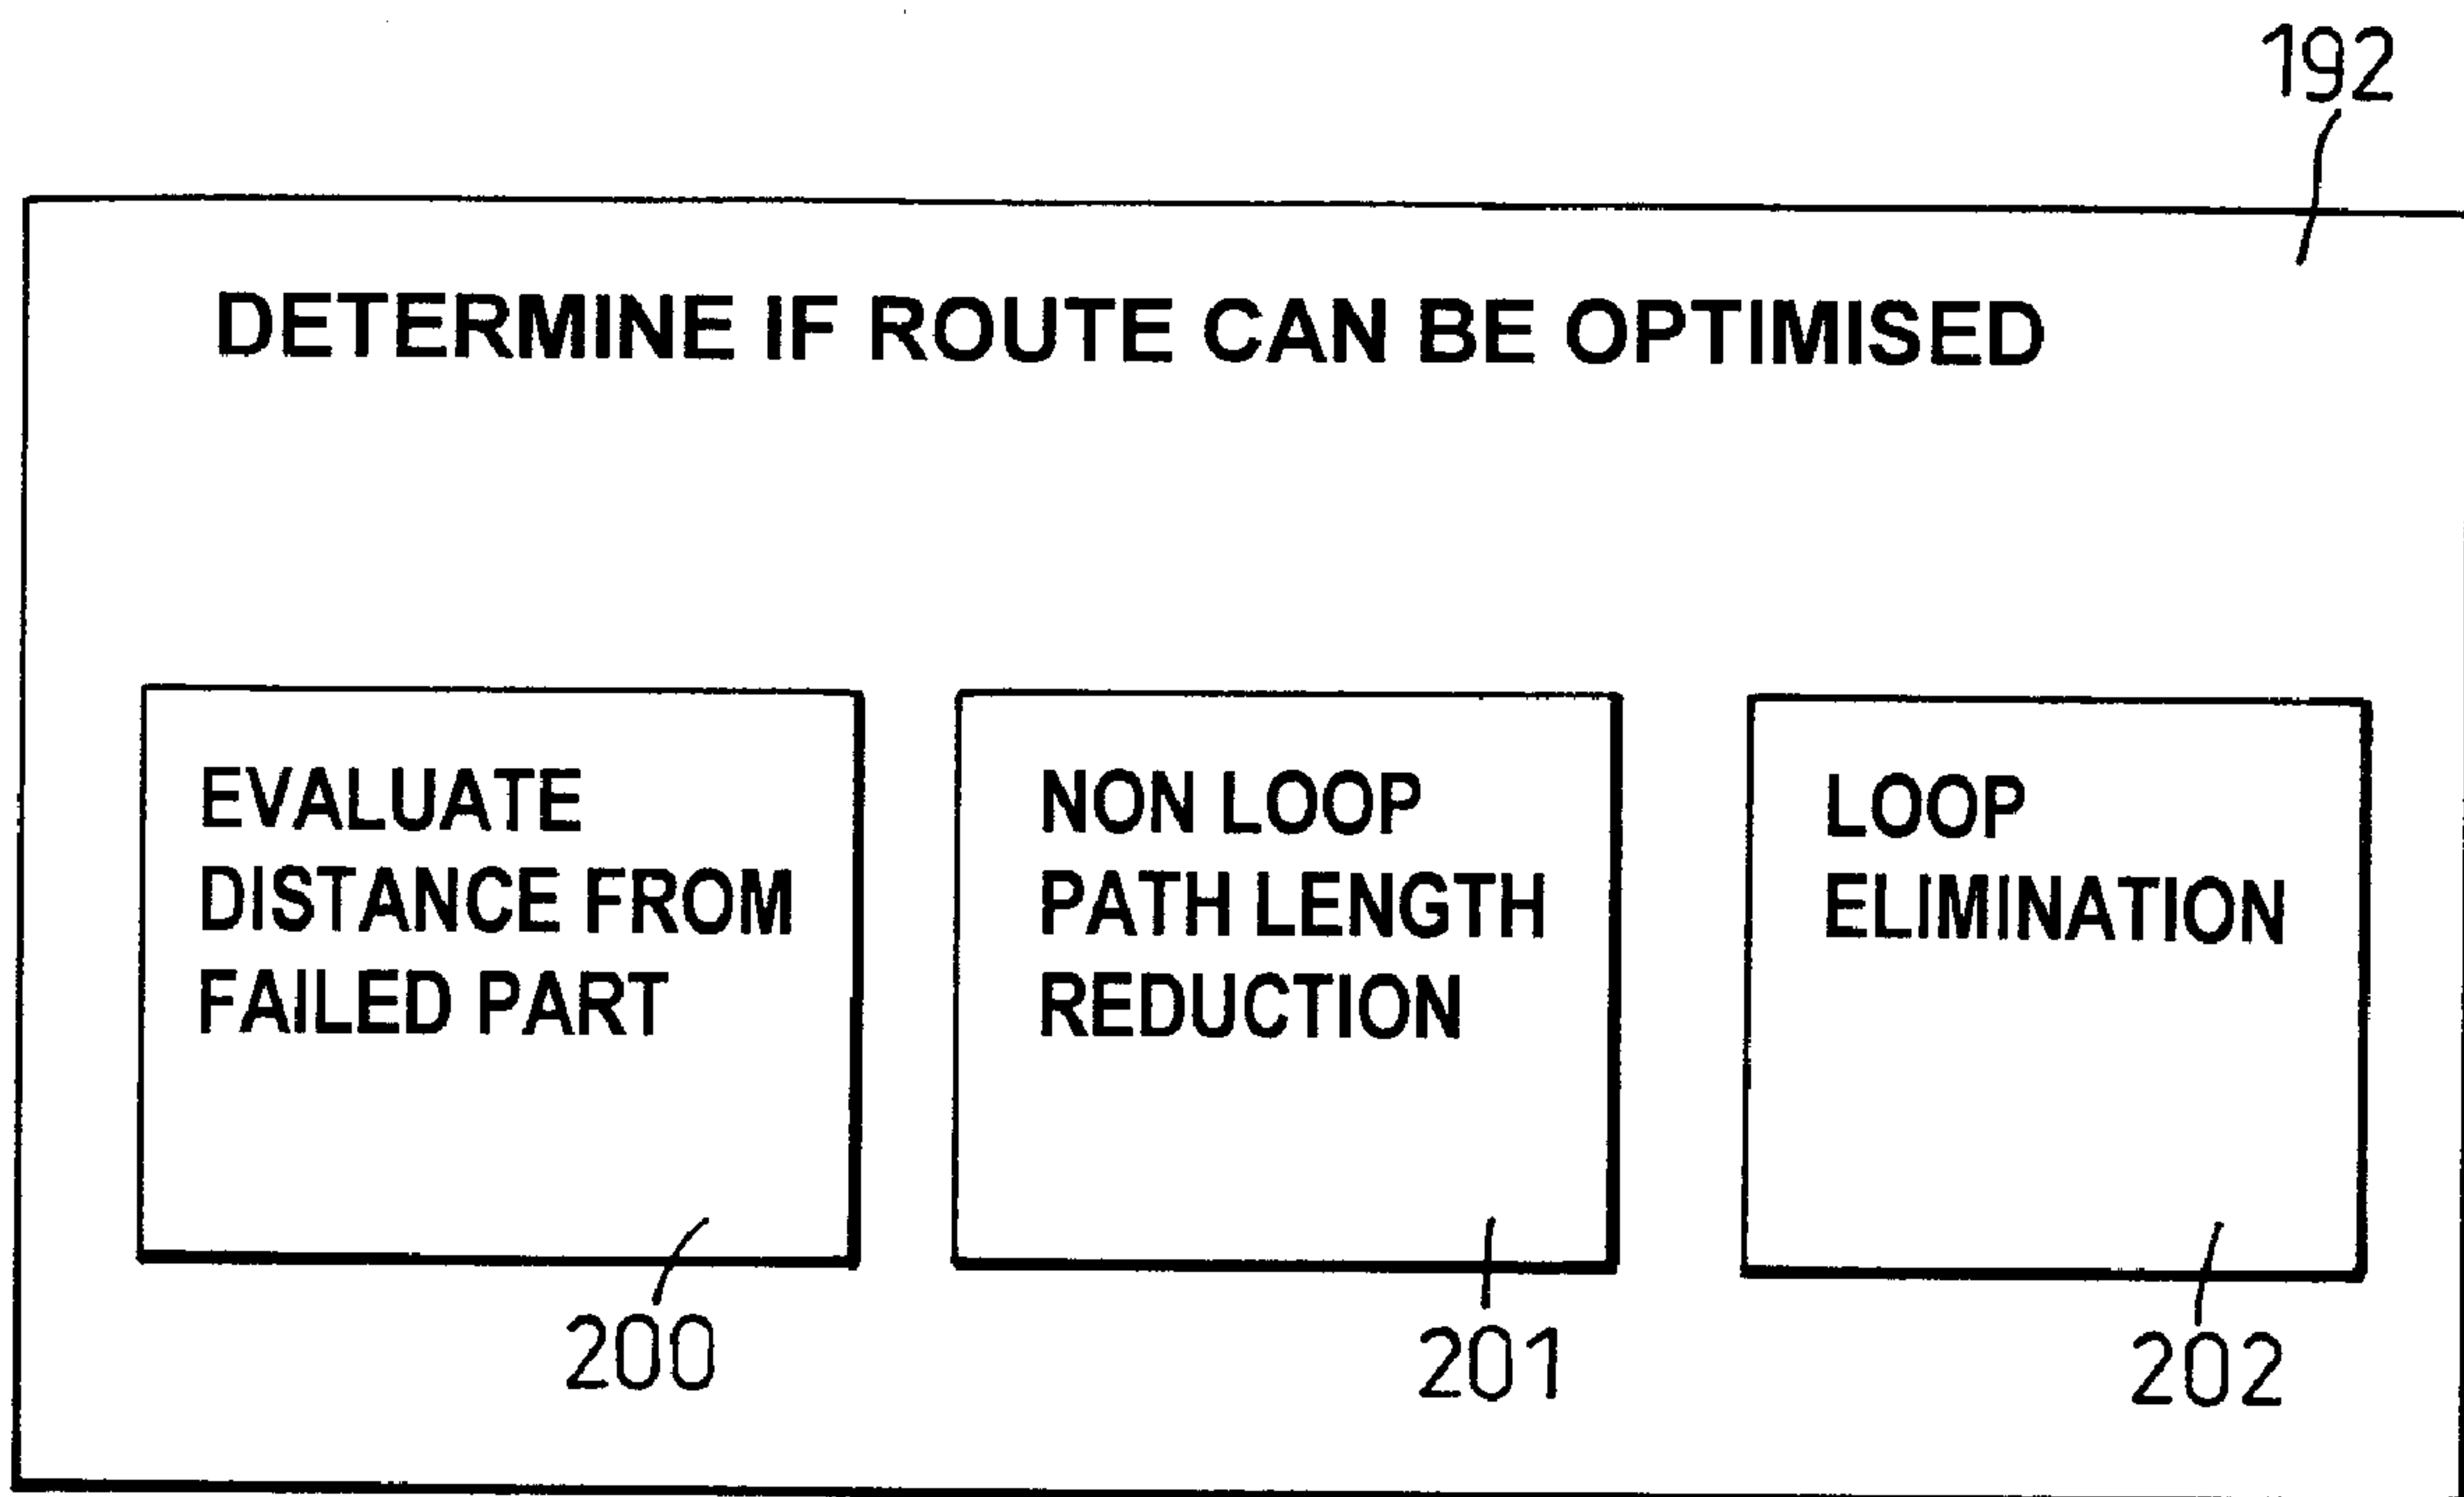 192
DETERMINE IF ROUTE CAN BE OPTIMISED
EVALUATE
DISTANCE FROM
FAILED PART
200
NON LOOP
PATH LENGTH
REDUCTION
201
LOOP
ELIMINATION
202